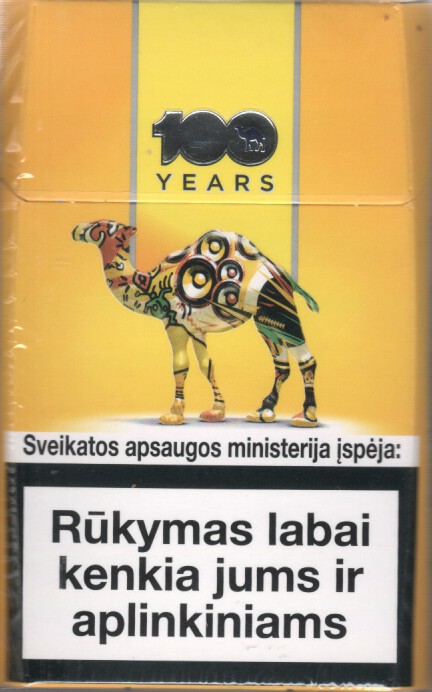 100
YEARS
Sveikatos apsaugos ministerija įspėja:
Rūkymas labai
kenkia jums ir
aplinkiniams